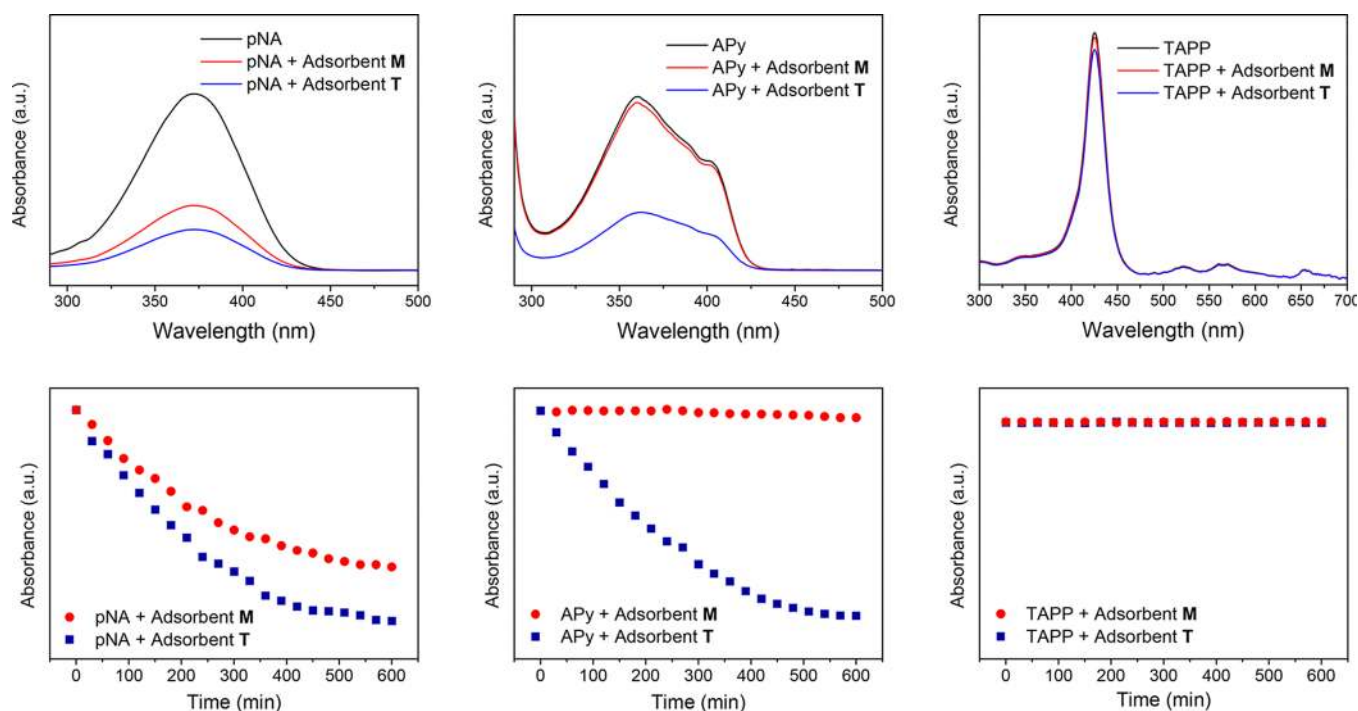 pNA
pNA + Adsorbent M
pNA + Adsorbent T
Absorbance (a.u.)
300 350 400 450 500
Wavelength (nm)
APy
APy + Adsorbent M
APy + Adsorbent T
Absorbance (a.u.)
300 350 400 450 500
Wavelength (nm)
TAPP
TAPP + Adsorbent M
TAPP + Adsorbent T
Absorbance (a.u.)
300 350 400 450 500 550 600 650 700
Wavelength (nm)
Absorbance (a.u.)
pNA + Adsorbent M
pNA + Adsorbent T
0 100 200 300 400 500 600
Time (min)
Absorbance (a.u.)
APy + Adsorbent M
APy + Adsorbent T
0 100 200 300 400 500 600
Time (min)
Absorbance (a.u.)
TAPP + Adsorbent M
TAPP + Adsorbent T
0 100 200 300 400 500 600
Time (min)